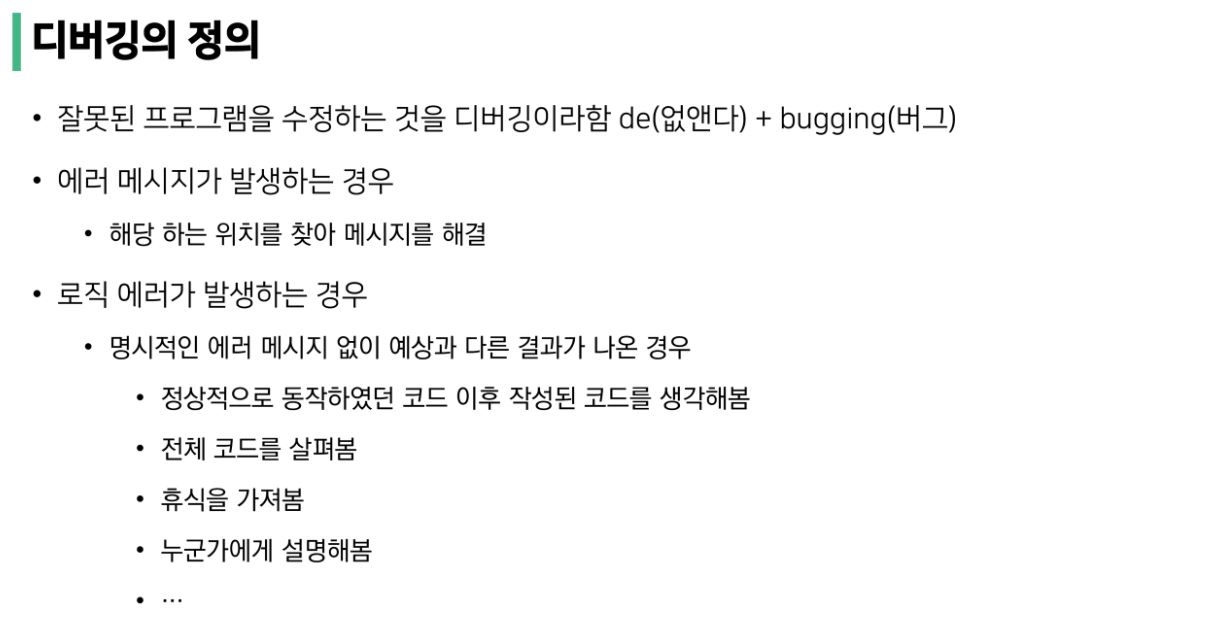 디버깅의 정의
• 잘못된 프로그램을 수정하는 것을 디버깅이라함 de(없앤다) + bugging(버그)
• 에러 메시지가 발생하는 경우
• 해당 하는 위치를 찾아 메시지를 해결
• 로직 에러가 발생하는 경우
• 명시적인 에러 메시지 없이 예상과 다른 결과가 나온 경우
• 정상적으로 동작하였던 코드 이후 작성된 코드를 생각해봄
• 전체 코드를 살펴봄
• 휴식을 가져봄
• 누군가에게 설명해봄
• …